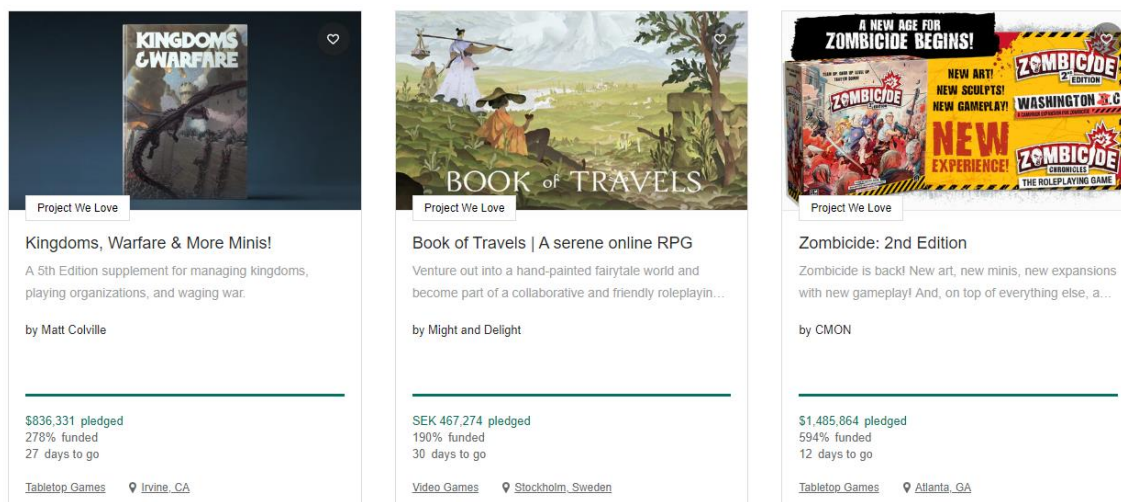 KINGDOMS
& WARFARE
Project We Love
Kingdoms, Warfare & More Minis!
A 5th Edition supplement for managing kingdoms,
playing organizations, and waging war.
by Matt Colville
$836,331 pledged
278% funded
27 days to go
Tabletop Games Irvine, CA
BOOK of TRAVELS
Project We Love
Book of Travels | A serene online RPG
Venture out into a hand-painted fairytale world and
become part of a collaborative and friendly roleplayin...
by Might and Delight
SEK 467,274 pledged
190% funded
30 days to go
Video Games Stockholm, Sweden
A NEW AGE FOR
ZOMBICIDE BEGINS!
ZOMBICIDE
NEW ART!
NEW SCULPTS!
NEW GAMEPLAY!
NEW
EXPERIENCE!
ZOMBICIDE
2nd EDITION
WASHINGTON Z.C
ZOMBICIDE
CHRONICLES
THE ROLEPLAYING GAME
Project We Love
Zombicide: 2nd Edition
Zombicide is back! New art, new minis, new expansions
with new gameplay! And, on top of everything else, a...
by CMON
$1,485,864 pledged
594% funded
12 days to go
Tabletop Games Atlanta, GA